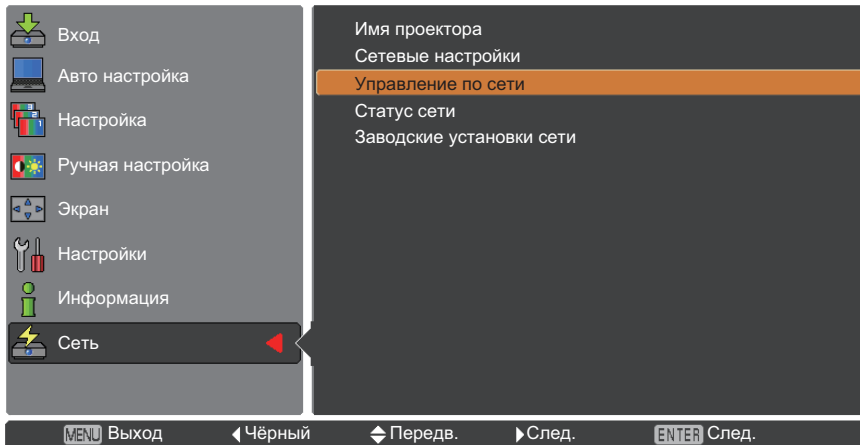 Вход
Авто настройка
Настройка
Ручная настройка
Экран
Настройки
Информация
Сеть
Имя проектора
Сетевые настройки
Управление по сети
Статус сети
Заводские установки сети
MENU Выход Чёрный Передв. След. ENTER След.